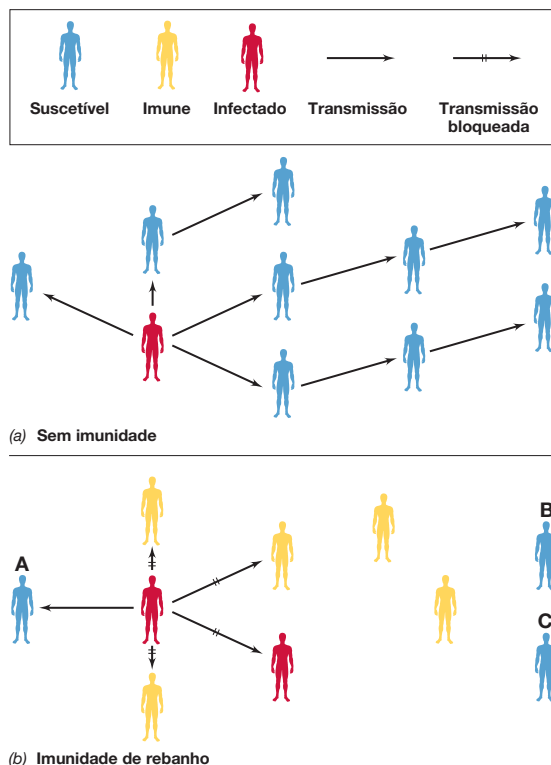 Suscetível
Imune
Infectado
Transmissão
Transmissão
bloqueada
(a) Sem imunidade
A
B
C
(b) Imunidade de rebanho